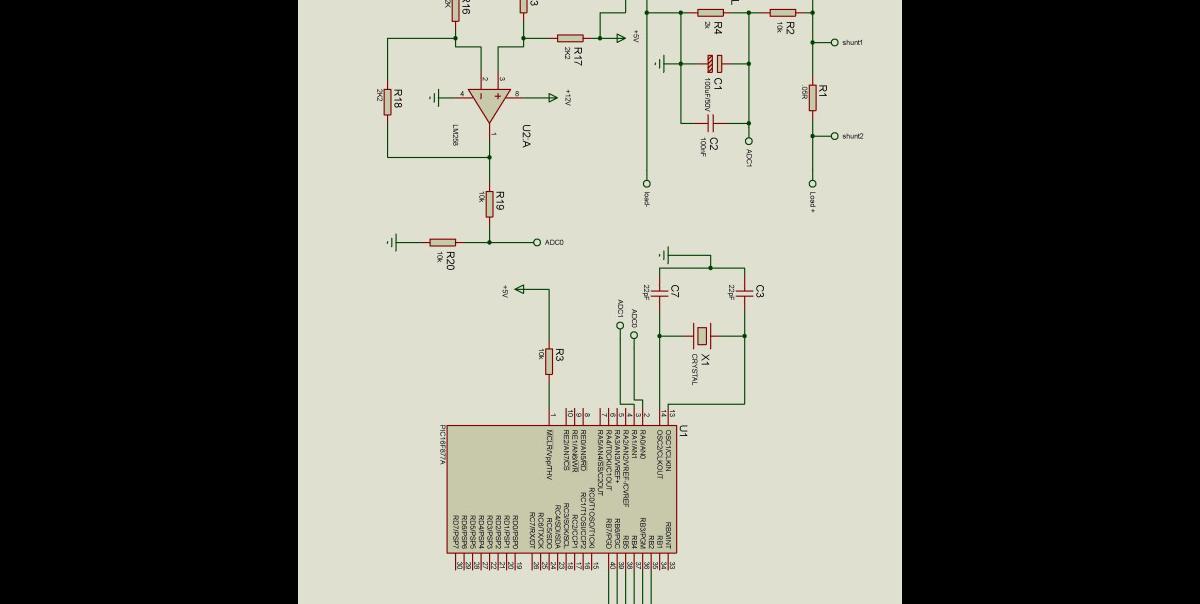 R16
2K
3
R17
2K2
+5V
L
R4
2k
R2
10k
shunt1
R1
.05R
shunt2
C1
100uF/50V
C2
100nF
ADC1
load-
Load +
R18
2K2
2
3
4
8
+12V
1
LM258
U2:A
R19
10k
ADC0
R20
10k
+5V
R3
10k
C7
22pF
C3
22pF
ADC1
ADC0
X1
CRYSTAL
U1
PIC16F877A
13
OSC1/CLKIN
14
OSC2/CLKOUT
2
RA0/AN0
3
RA1/AN1
4
RA2/AN2/VREF-/CVREF
5
RA3/AN3/VREF+
6
RA4/T0CKI/C1OUT
7
RA5/AN4/SS/C2OUT
8
RE0/AN5/RD
9
RE1/AN6/WR
10
RE2/AN7/CS
1
MCLR/Vpp/THV
RB0/INT
33
RB1
34
RB2
35
RB3/PGM
36
RB4
37
RB5
38
RB6/PGC
39
RB7/PGD
40
RC0/T1OSO/T1CKI
15
RC1/T1OSI/CCP2
16
RC2/CCP1
17
RC3/SCK/SCL
18
RC4/SDI/SDA
23
RC5/SDO
24
RC6/TX/CK
25
RC7/RX/DT
26
RD0/PSP0
19
RD1/PSP1
20
RD2/PSP2
21
RD3/PSP3
22
RD4/PSP4
27
RD5/PSP5
28
RD6/PSP6
29
RD7/PSP7
30